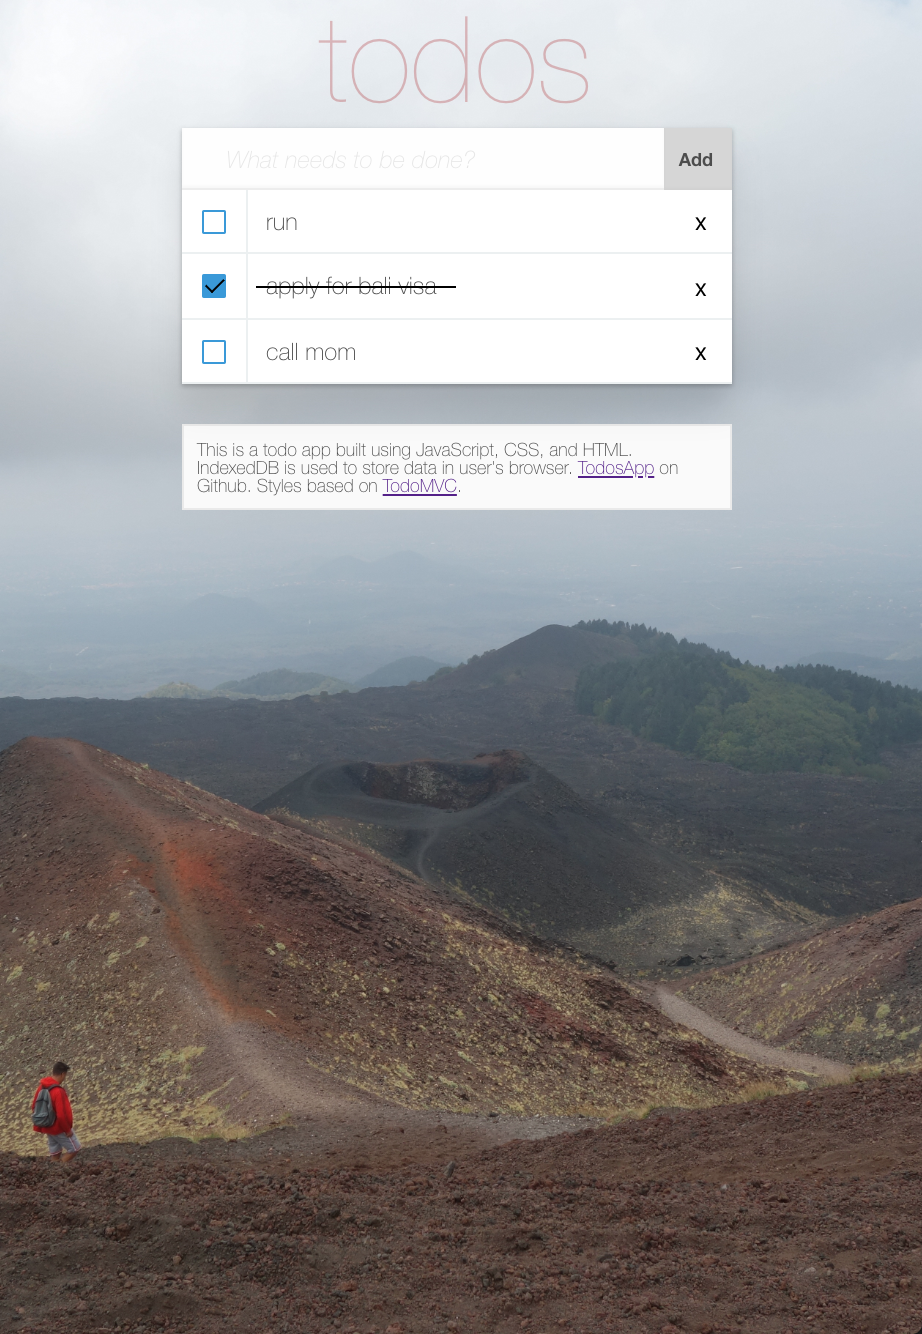 todos
What needs to be done?
Add
run
x
apply for bali visa
x
call mom
x
This is a todo app built using JavaScript, CSS, and HTML.
IndexedDB is used to store data in user's browser. TodosApp on
Github. Styles based on TodoMVC.